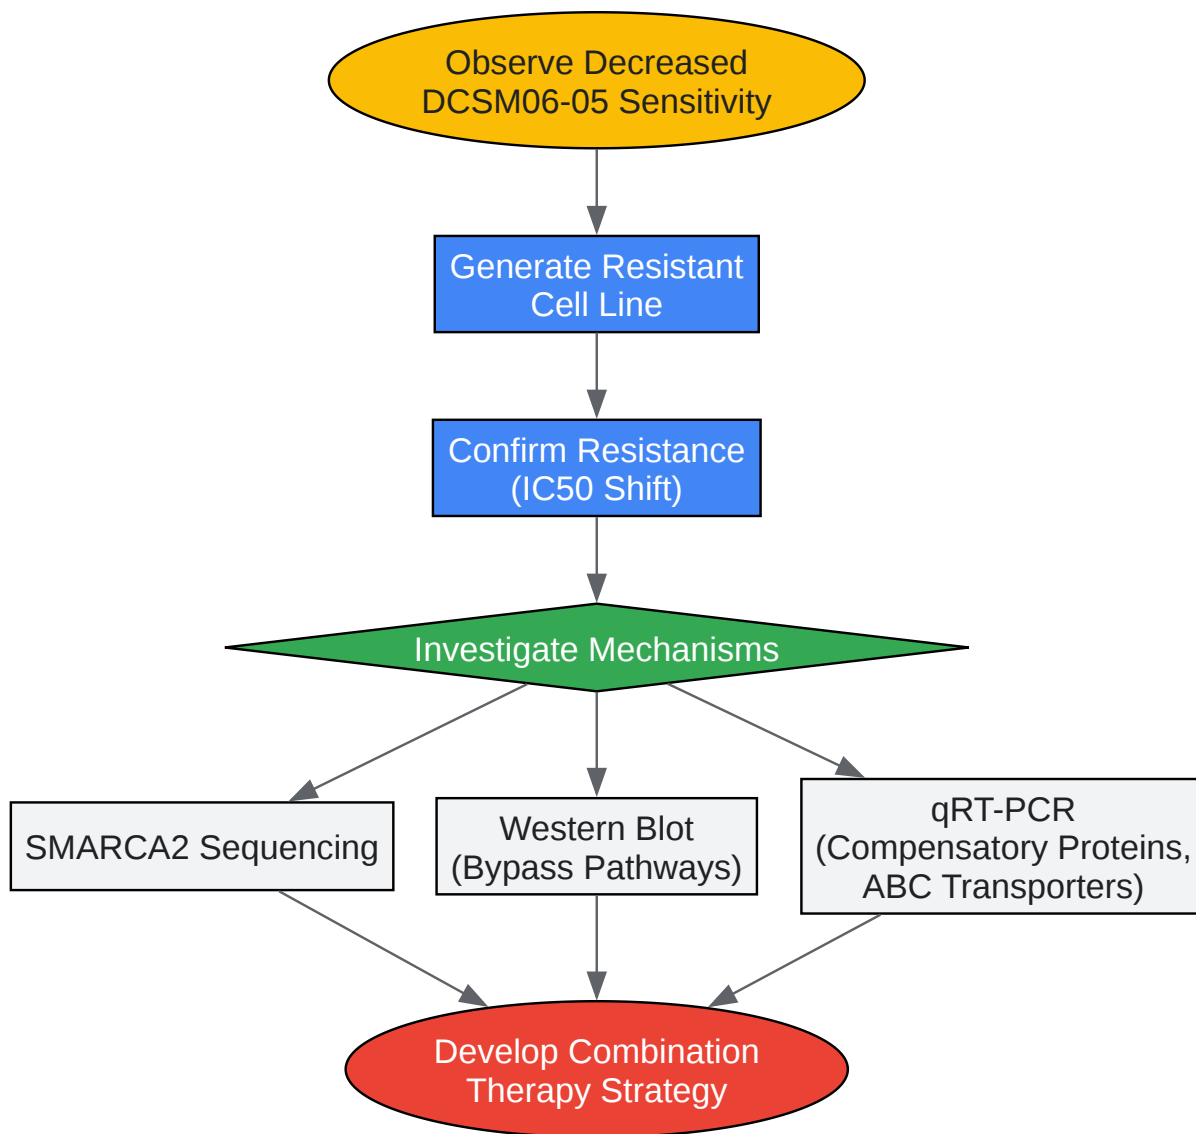 Observe Decreased
DCSM06-05 Sensitivity
Generate Resistant
Cell Line
Confirm Resistance
(IC50 Shift)
Investigate Mechanisms
SMARCA2 Sequencing
Western Blot
(Bypass Pathways)
qRT-PCR
(Compensatory Proteins,
ABC Transporters)
Develop Combination
Therapy Strategy